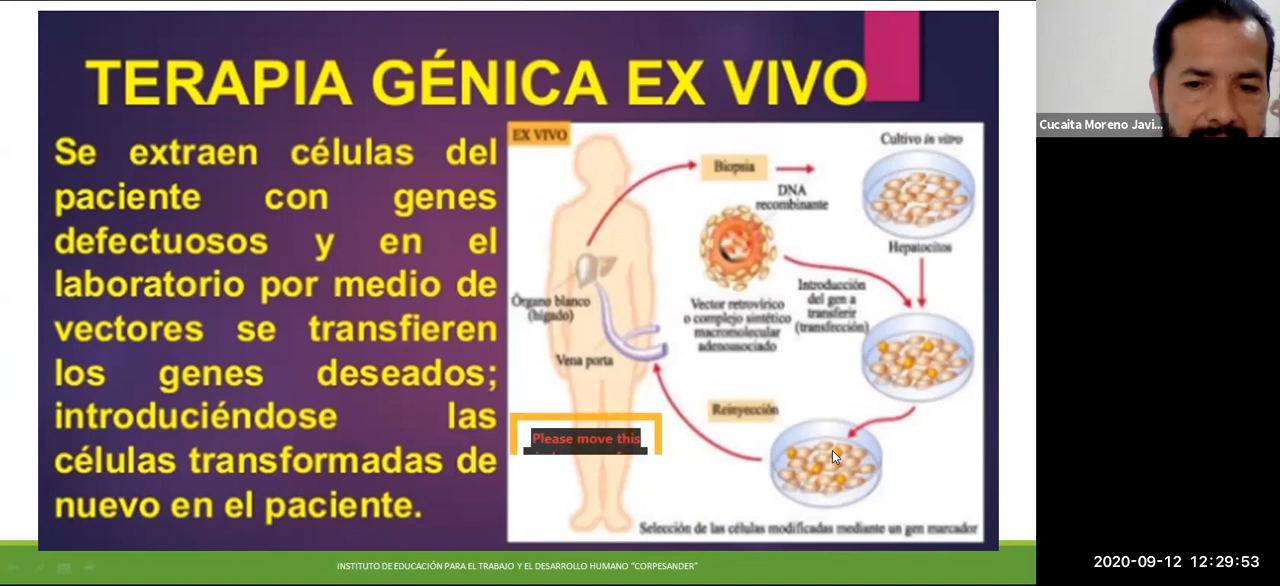 TERAPIA GÉNICA EX VIVO
Se extraen células del
paciente con genes
defectuosos y en el
laboratorio por medio de
vectores se transfieren
los genes deseados;
introduciéndose las
células transformadas de
nuevo en el paciente.
EX VIVO
Biopsia
Cultivo in vitro
DNA
recombinante
Hepatocitos
Órgano blanco
(hígado)
Vector retrovírico
o complejo sintético
macromolecular
adenoasociado
Introducción
del gen a
transferir
(transfección)
Vena porta
Reinyección
Please move this
Selección de las células modificadas mediante un gen marcador
INSTITUTO DE EDUCACIÓN PARA EL TRABAJO Y EL DESARROLLO HUMANO "CORPESANDER"
Cucaita Moreno Javi...
2020-09-12 12:29:53